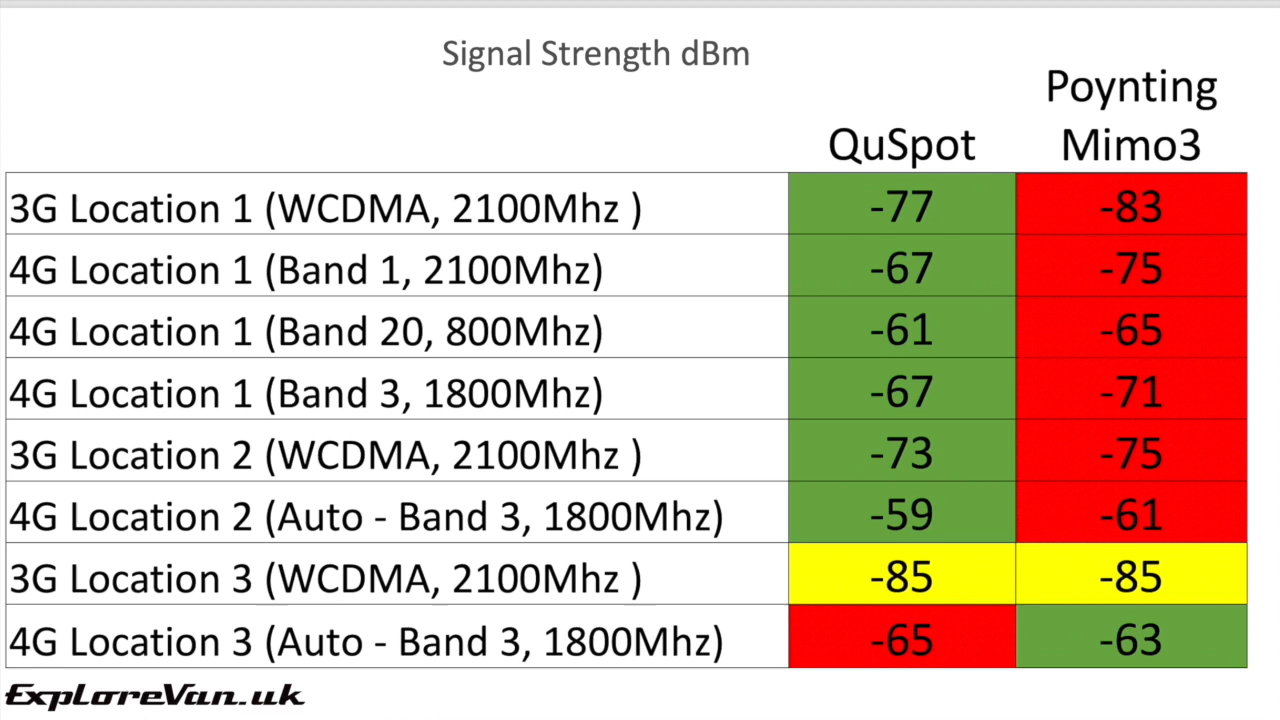 Signal Strength dBm
QuSpot Poynting Mimo3
3G Location 1 (WCDMA, 2100Mhz ) -77 -83
4G Location 1 (Band 1, 2100Mhz) -67 -75
4G Location 1 (Band 20, 800Mhz) -61 -65
4G Location 1 (Band 3, 1800Mhz) -67 -71
3G Location 2 (WCDMA, 2100Mhz ) -73 -75
4G Location 2 (Auto - Band 3, 1800Mhz) -59 -61
3G Location 3 (WCDMA, 2100Mhz ) -85 -85
4G Location 3 (Auto - Band 3, 1800Mhz) -65 -63
ExploreVan.uk